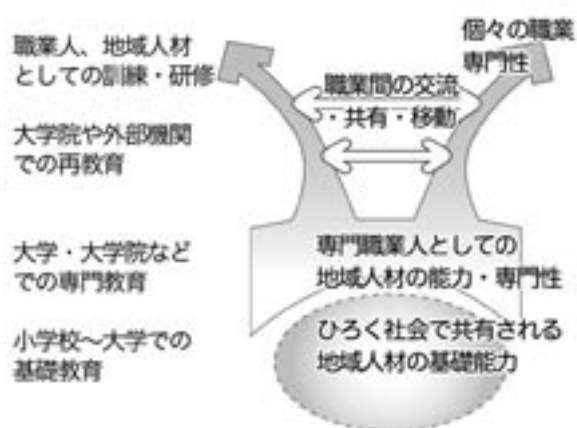 職業人、地域人材
としての訓練・研修
個々の職業
専門性
職業間の交流
・共有・移動
大学院や外部機関
での再教育
大学・大学院など
での専門教育
専門職業人としての
地域人材の能力・専門性
小学校～大学での
基礎教育
ひろく社会で共有される
地域人材の基礎能力